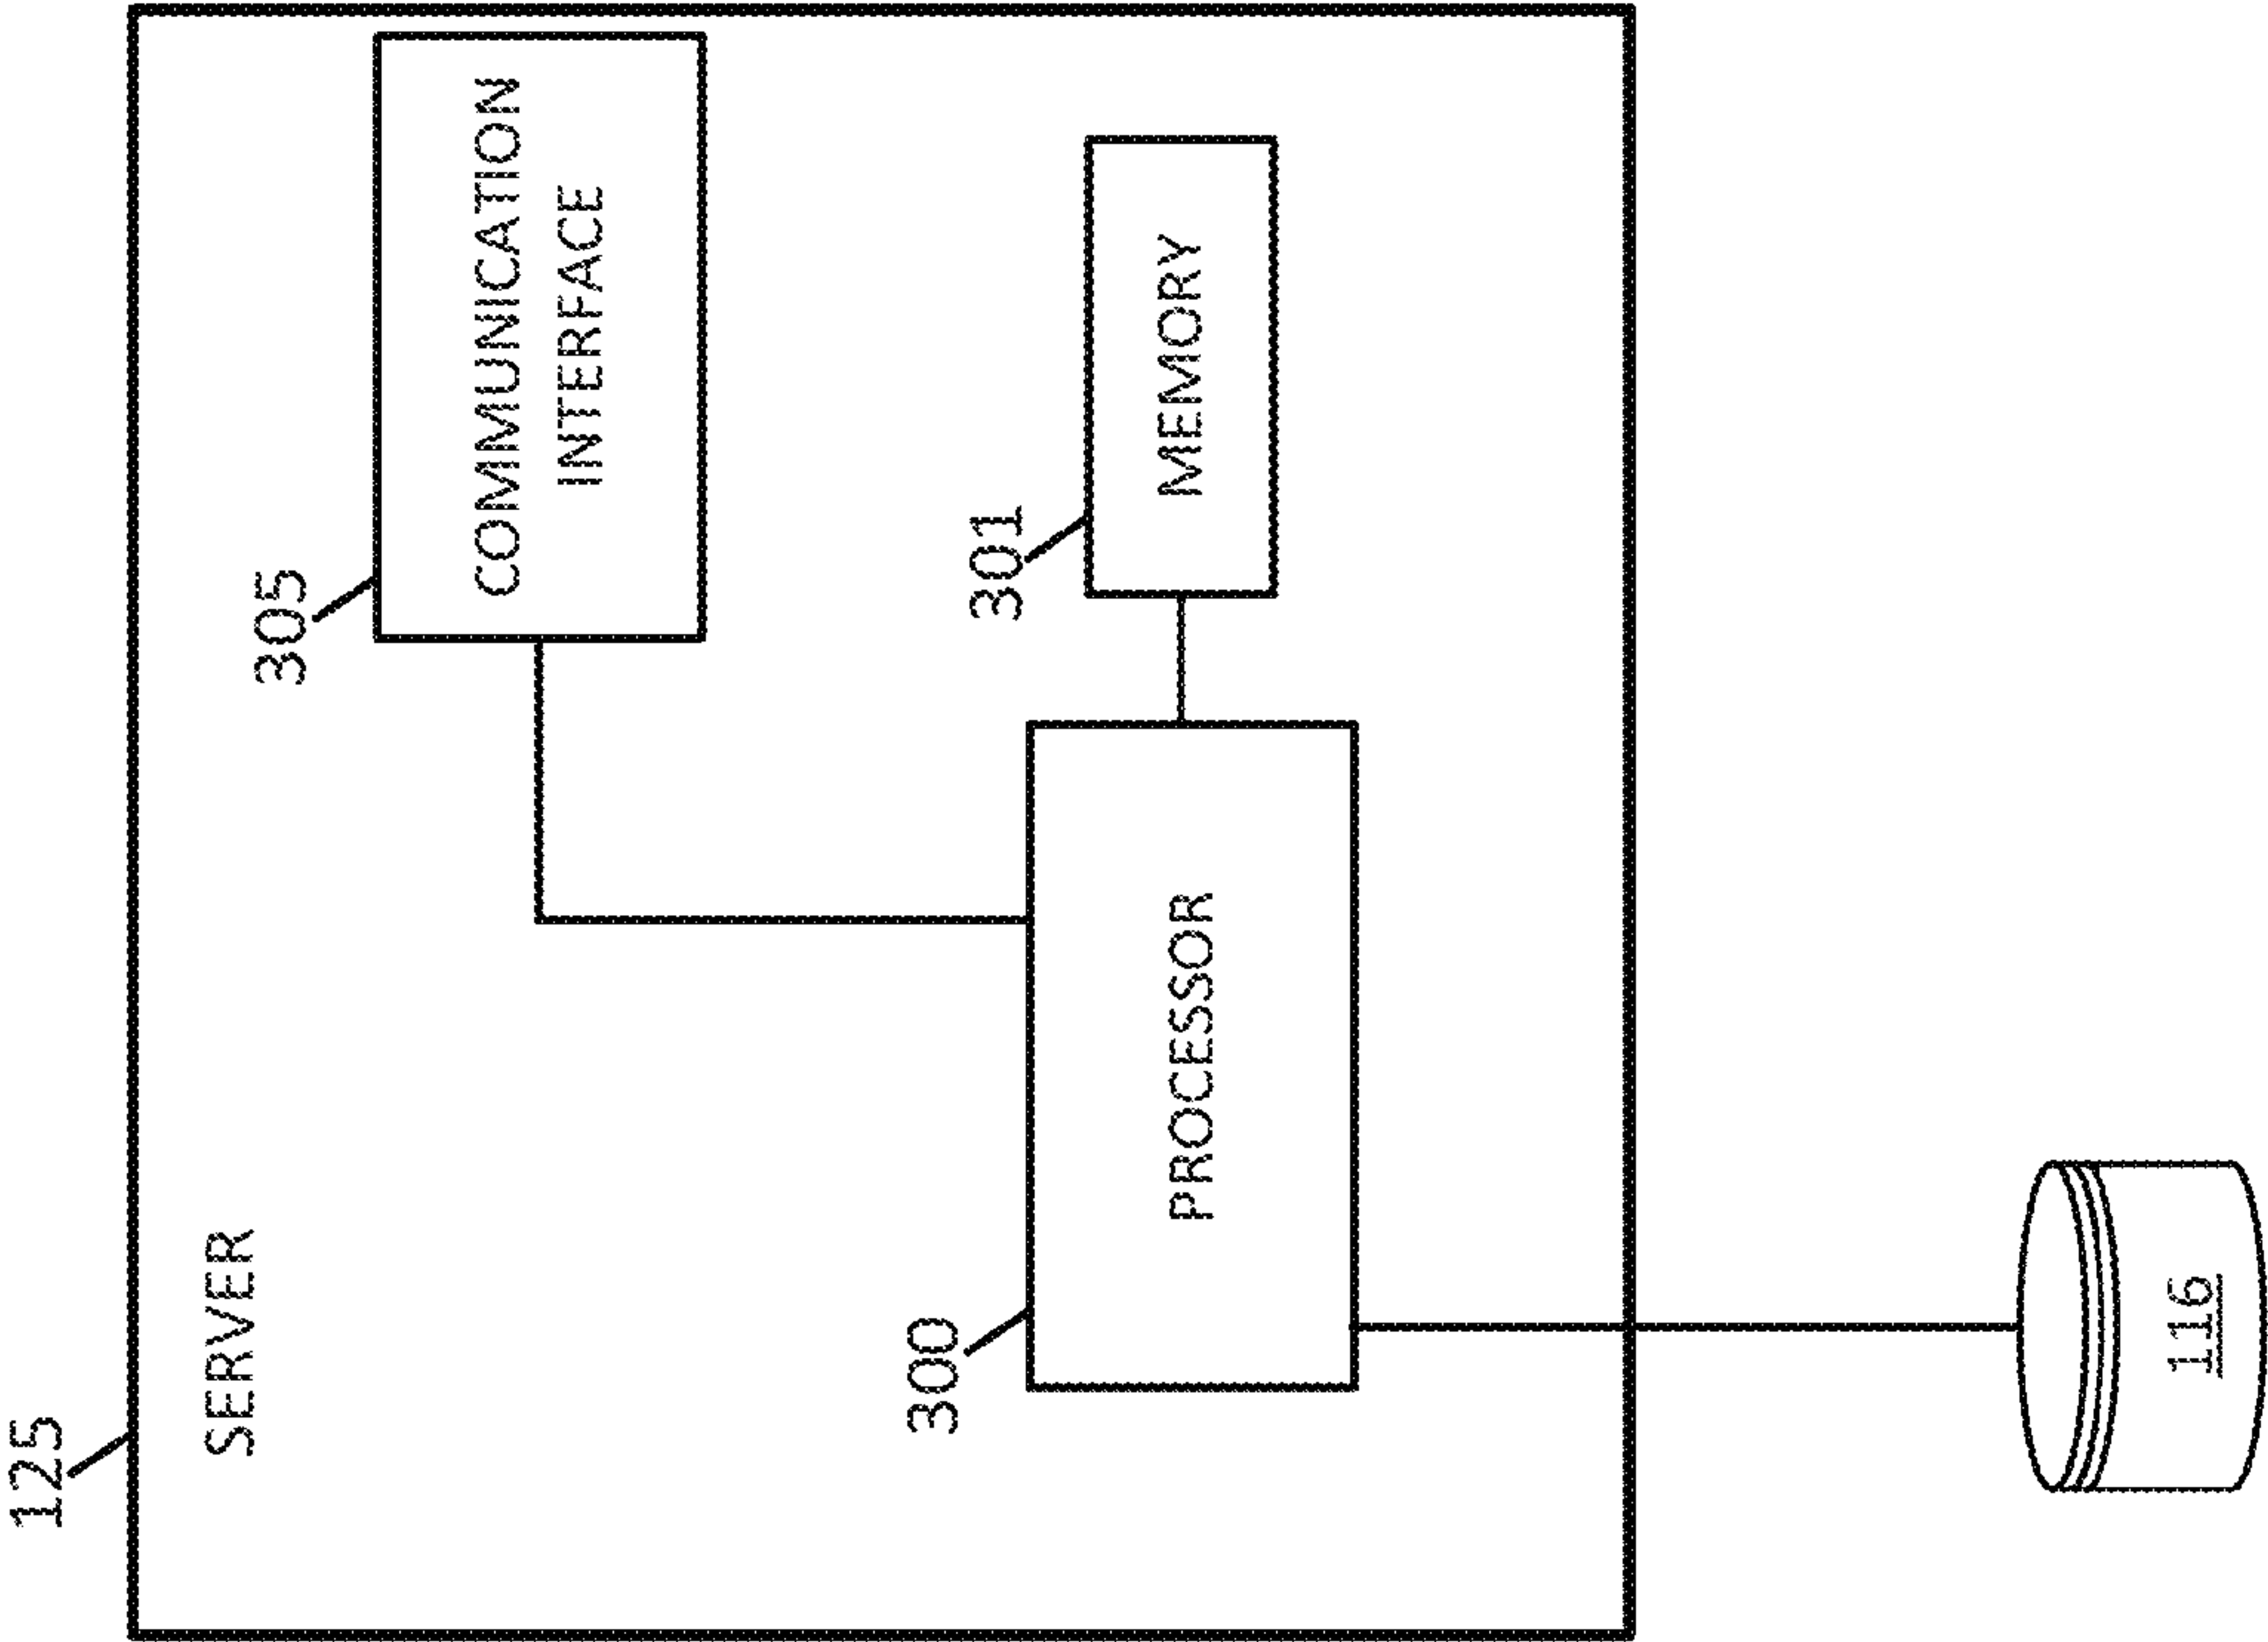 125
SERVER
305
COMMUNICATION
INTERFACE
300
PROCESSOR
301
MEMORY
116